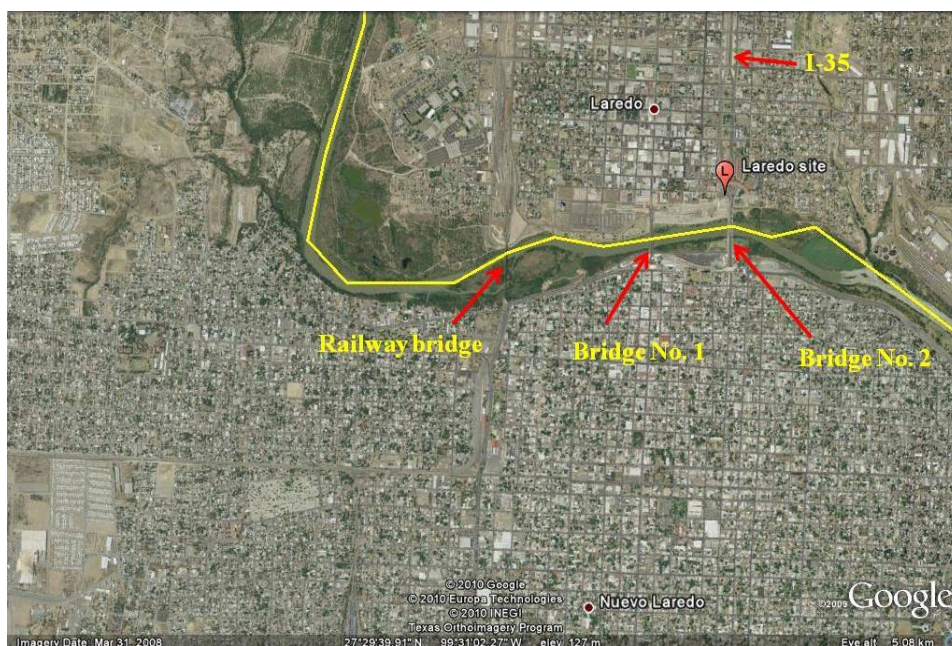 I-35
Laredo
Laredo site
L
Railway bridge
Bridge No. 1
Bridge No. 2
© 2010 Google
© 2010 Europa Technologies
© 2010 INEGI
Texas Orthoimagery Program
Nuevo Laredo
©2009 Google
Imagery Date: Mar 31, 2008 27°29'39.91" N 99°31'02.27" W elev 127 m Eye alt 5.08 km